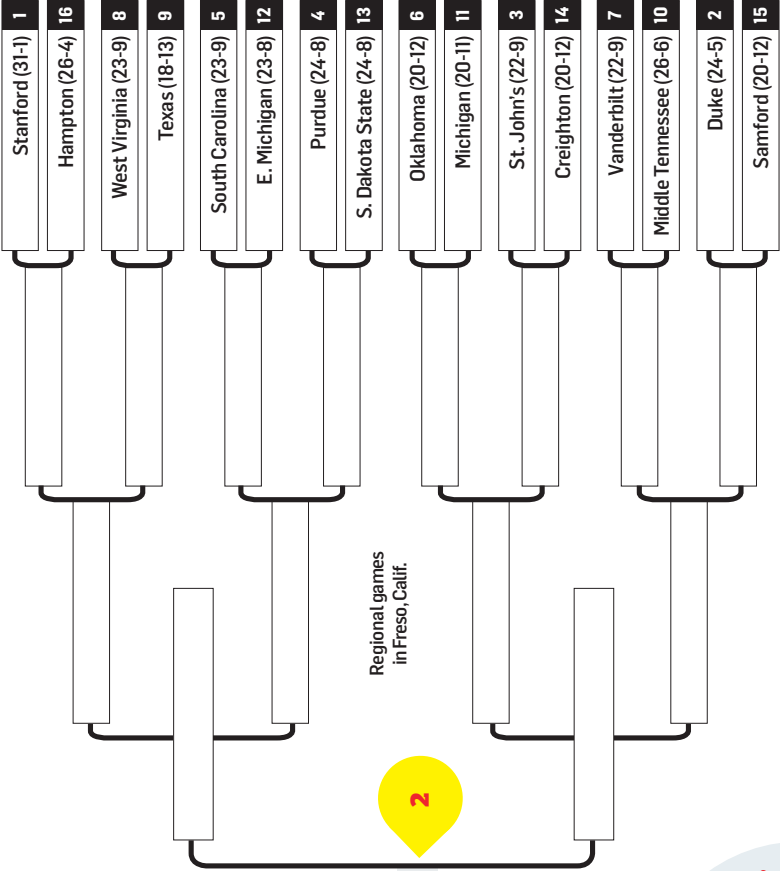 1 Stanford (31-1)
16 Hampton (26-4)
8 West Virginia (23-9)
9 Texas (18-13)
5 South Carolina (23-9)
12 E. Michigan (23-8)
4 Purdue (24-8)
13 S. Dakota State (24-8)
6 Oklahoma (20-12)
11 Michigan (20-11)
3 St. John's (22-9)
14 Creighton (20-12)
7 Vanderbilt (22-9)
10 Middle Tennessee (26-6)
2 Duke (24-5)
15 Samford (20-12)
Regional games
in Freso, Calif.
2